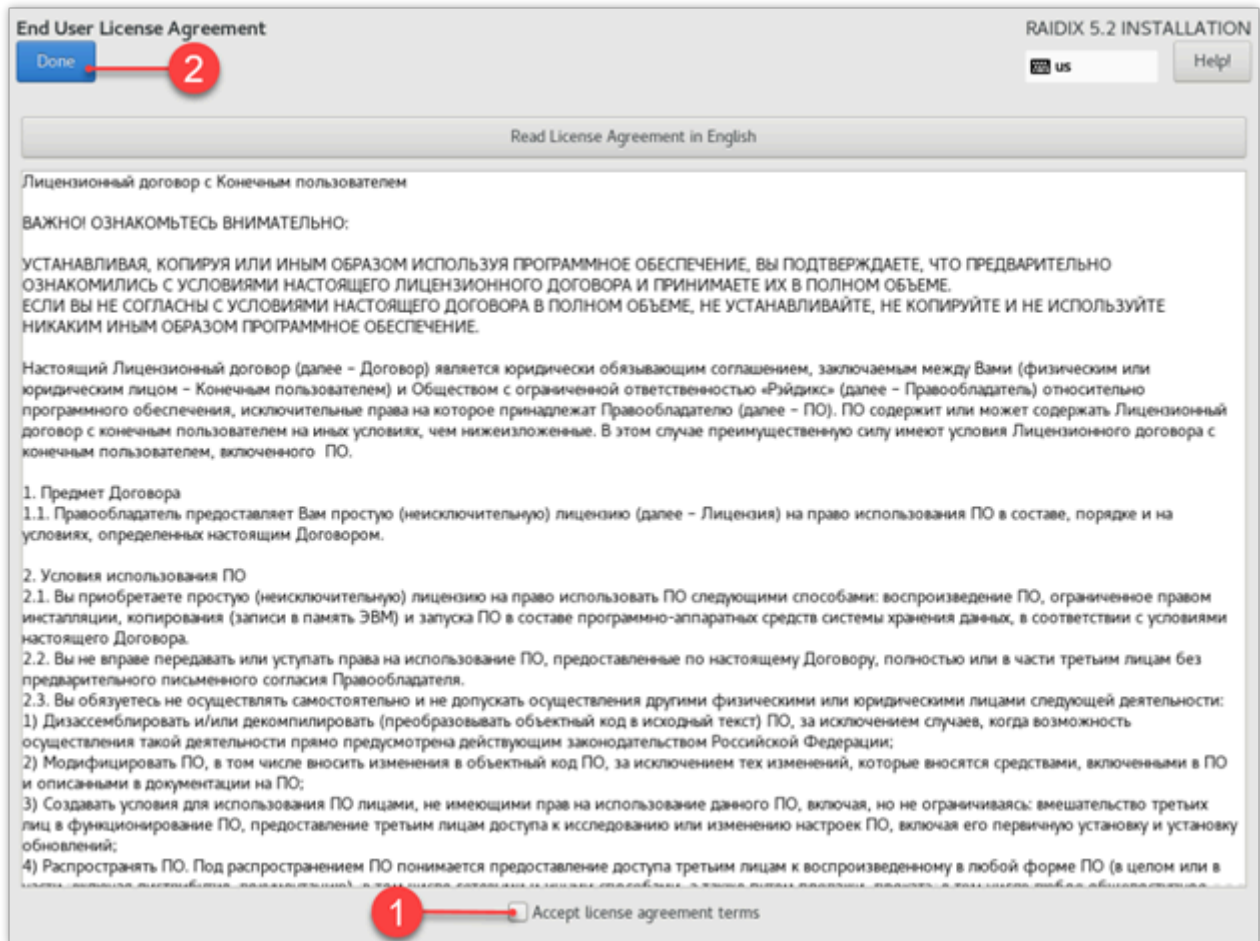 End User License Agreement
RAIDIX 5.2 INSTALLATION
Done
2
us
Help!
Read License Agreement in English
Лицензионный договор с Конечным пользователем
ВАЖНО! ОЗНАКОМЬТЕСЬ ВНИМАТЕЛЬНО:
УСТАНАВЛИВАЯ, КОПИРУЯ ИЛИ ИНЫМ ОБРАЗОМ ИСПОЛЬЗУЯ ПРОГРАММНОЕ ОБЕСПЕЧЕНИЕ, ВЫ ПОДТВЕРЖДАЕТЕ, ЧТО ПРЕДВАРИТЕЛЬНО
ОЗНАКОМИЛИСЬ С УСЛОВИЯМИ НАСТОЯЩЕГО ЛИЦЕНЗИОННОГО ДОГОВОРА И ПРИНИМАЕТЕ ИХ В ПОЛНОМ ОБЪЕМЕ.
ЕСЛИ ВЫ НЕ СОГЛАСНЫ С УСЛОВИЯМИ НАСТОЯЩЕГО ДОГОВОРА В ПОЛНОМ ОБЪЕМЕ, НЕ УСТАНАВЛИВАЙТЕ, НЕ КОПИРУЙТЕ И НЕ ИСПОЛЬЗУЙТЕ
НИКАКИМ ИНЫМ ОБРАЗОМ ПРОГРАММНОЕ ОБЕСПЕЧЕНИЕ.
Настоящий Лицензионный договор (далее – Договор) является юридически обязывающим соглашением, заключаемым между Вами (физическим или
юридическим лицом – Конечным пользователем) и Обществом с ограниченной ответственностью «Рэйдикс» (далее – Правообладатель) относительно
программного обеспечения, исключительные права на которое принадлежат Правообладателю (далее – ПО). ПО содержит или может содержать Лицензионный
договор с конечным пользователем на иных условиях, чем нижеизложенные. В этом случае преимущественную силу имеют условия Лицензионного договора с
конечным пользователем, включенного ПО.
1. Предмет Договора
1.1. Правообладатель предоставляет Вам простую (неисключительную) лицензию (далее – Лицензия) на право использования ПО в составе, порядке и на
условиях, определенных настоящим Договором.
2. Условия использования ПО
2.1. Вы приобретаете простую (неисключительную) лицензию на право использовать ПО следующими способами: воспроизведение ПО, ограниченное правом
инсталляции, копирования (записи в память ЭВМ) и запуска ПО в составе программно-аппаратных средств системы хранения данных, в соответствии с условиями
настоящего Договора.
2.2. Вы не вправе передавать или уступать права на использование ПО, предоставленные по настоящему Договору, полностью или в части третьим лицам без
предварительного письменного согласия Правообладателя.
2.3. Вы обязуетесь не осуществлять самостоятельно и не допускать осуществления другими физическими или юридическими лицами следующей деятельности:
1) Дизассемблировать и/или декомпилировать (преобразовывать объектный код в исходный текст) ПО, за исключением случаев, когда возможность
осуществления такой деятельности прямо предусмотрена действующим законодательством Российской Федерации;
2) Модифицировать ПО, в том числе вносить изменения в объектный код ПО, за исключением тех изменений, которые вносятся средствами, включенными в ПО
и описанными в документации на ПО;
3) Создавать условия для использования ПО лицами, не имеющими прав на использование данного ПО, включая, но не ограничиваясь: вмешательство третьих
лиц в функционирование ПО, предоставление третьим лицам доступа к исследованию или изменению настроек ПО, включая его первичную установку и установку
обновлений;
4) Распространять ПО. Под распространением ПО понимается предоставление доступа третьим лицам к воспроизведенному в любой форме ПО (в целом или в
1
Accept license agreement terms